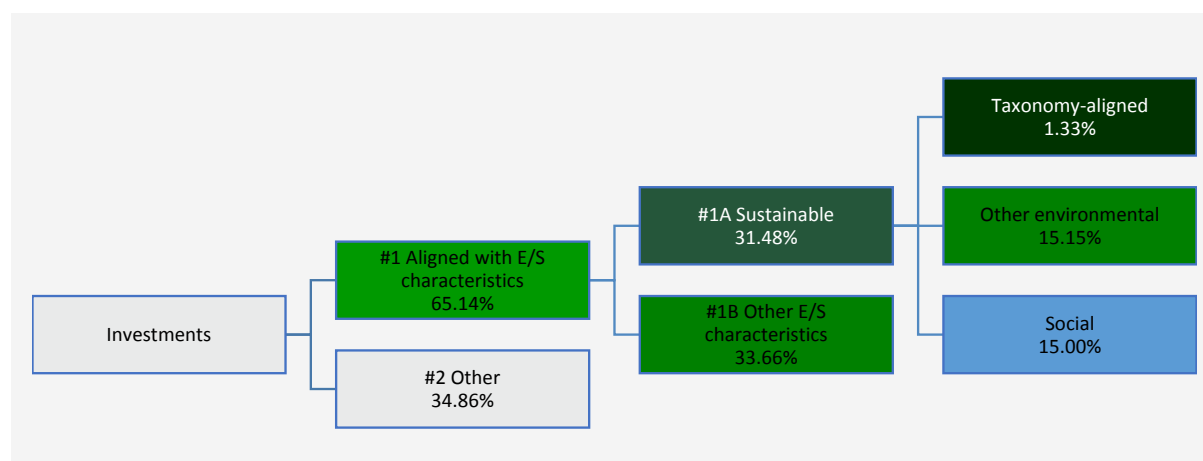 Investments
#1 Aligned with E/S
characteristics
65.14%
#2 Other
34.86%
#1A Sustainable
31.48%
#1B Other E/S
characteristics
33.66%
Taxonomy-aligned
1.33%
Other environmental
15.15%
Social
15.00%